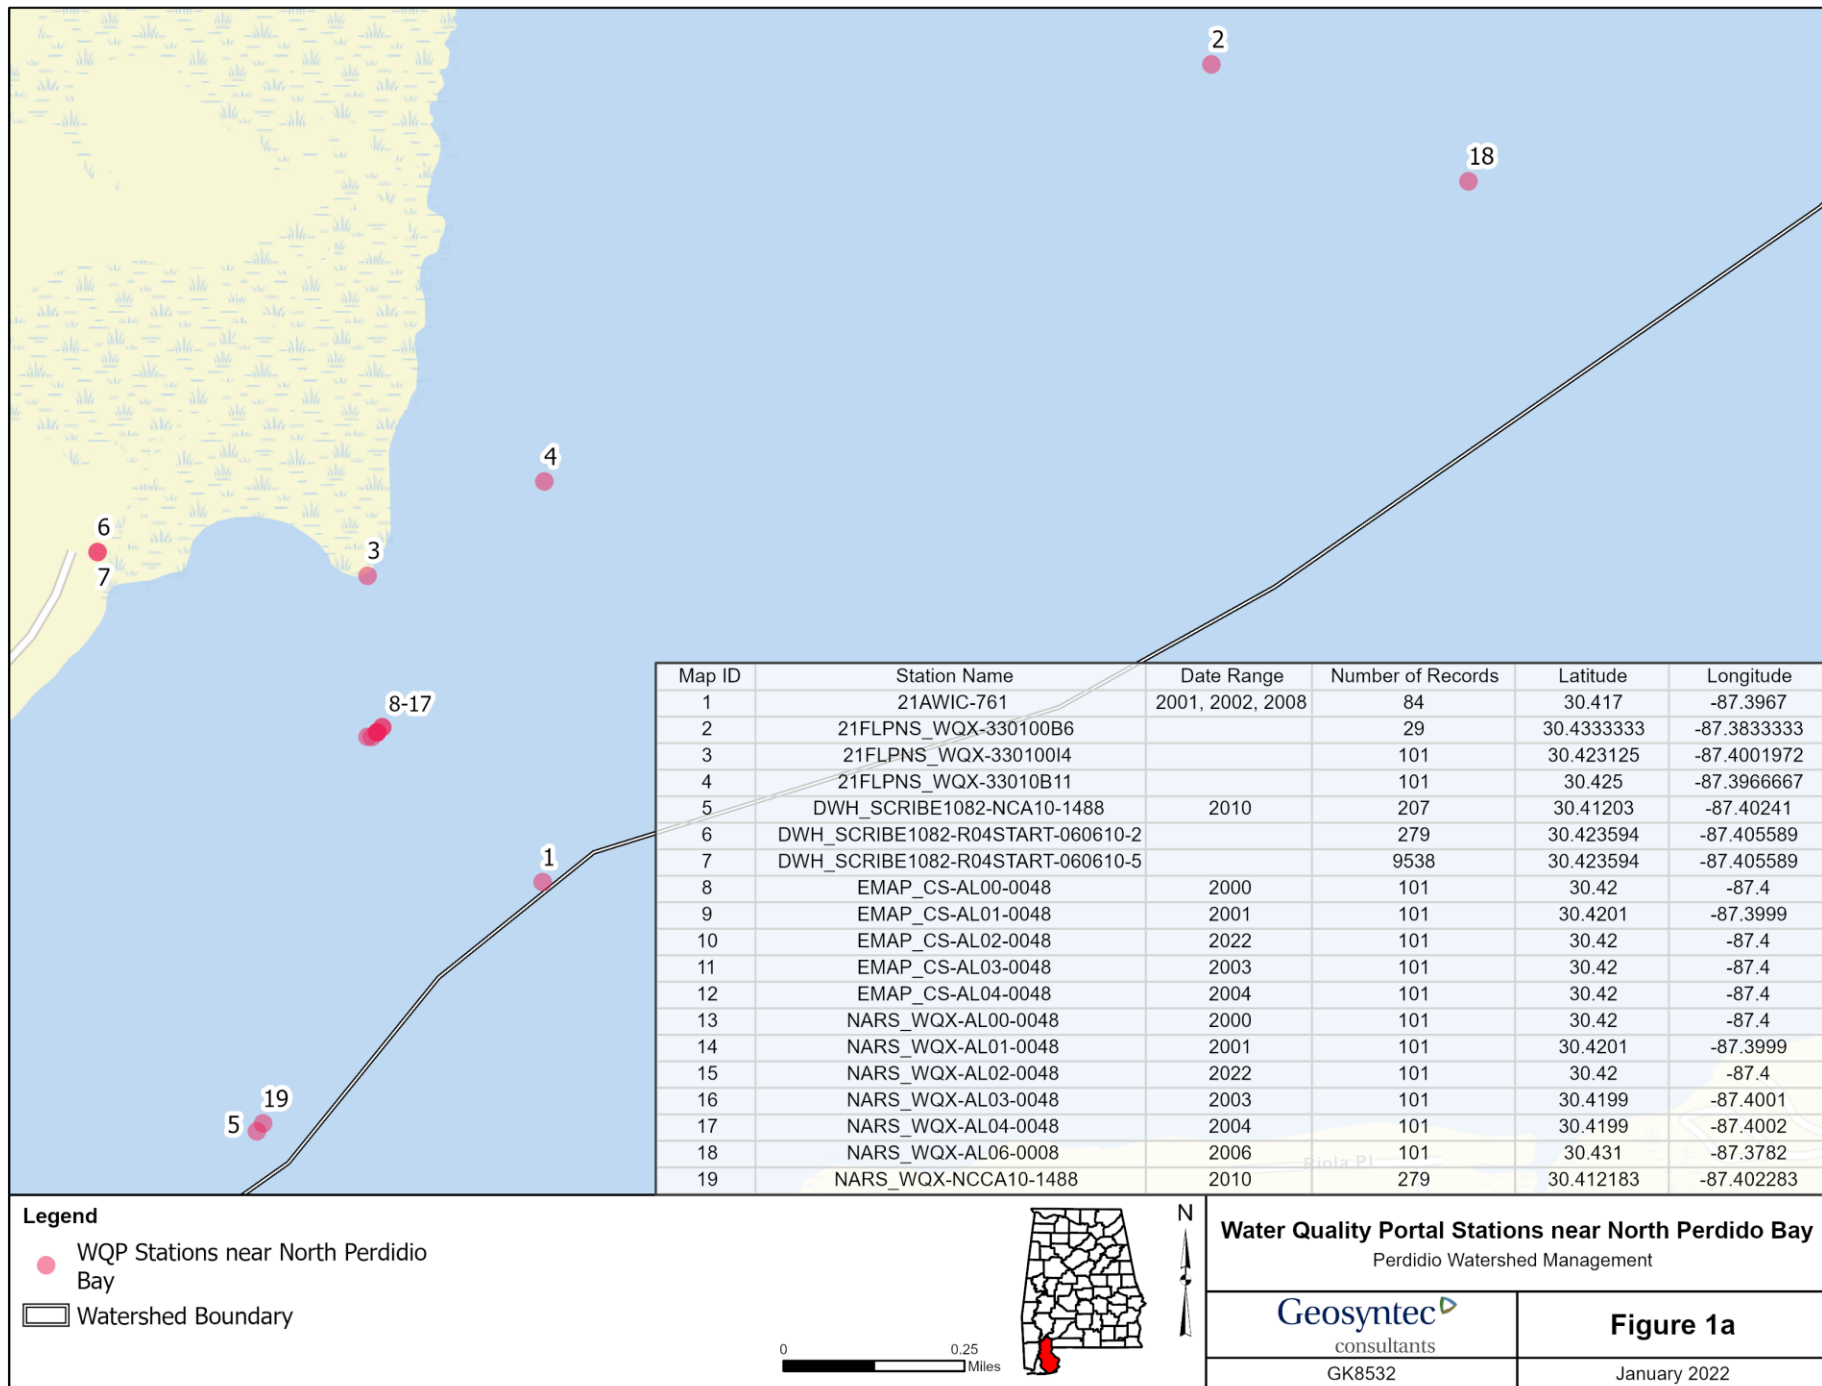 2
18
4
6
7
3
8-17
1
19
5
Map ID Station Name Date Range Number of Records Latitude Longitude
1 21AWIC-761 2001, 2002, 2008 84 30.417 -87.3967
2 21FLPNS_WQX-330100B6 29 30.4333333 -87.3833333
3 21FLPNS_WQX-330100I4 101 30.423125 -87.4001972
4 21FLPNS_WQX-33010B11 101 30.425 -87.3966667
5 DWH_SCRIBE1082-NCA10-1488 2010 207 30.41203 -87.40241
6 DWH_SCRIBE1082-R04START-060610-2 279 30.423594 -87.405589
7 DWH_SCRIBE1082-R04START-060610-5 9538 30.423594 -87.405589
8 EMAP_CS-AL00-0048 2000 101 30.42 -87.4
9 EMAP_CS-AL01-0048 2001 101 30.4201 -87.3999
10 EMAP_CS-AL02-0048 2022 101 30.42 -87.4
11 EMAP_CS-AL03-0048 2003 101 30.42 -87.4
12 EMAP_CS-AL04-0048 2004 101 30.42 -87.4
13 NARS_WQX-AL00-0048 2000 101 30.42 -87.4
14 NARS_WQX-AL01-0048 2001 101 30.4201 -87.3999
15 NARS_WQX-AL02-0048 2022 101 30.42 -87.4
16 NARS_WQX-AL03-0048 2003 101 30.4199 -87.4001
17 NARS_WQX-AL04-0048 2004 101 30.4199 -87.4002
18 NARS_WQX-AL06-0008 2006 101 30.431 -87.3782
Riola Pl
19 NARS_WQX-NCCA10-1488 2010 279 30.412183 -87.402283
Legend
WQP Stations near North Perdidio
Bay
Watershed Boundary
0 0.25
Miles
N
Water Quality Portal Stations near North Perdido Bay
Perdidio Watershed Management
Geosyntec
consultants
Figure 1a
GK8532
January 2022